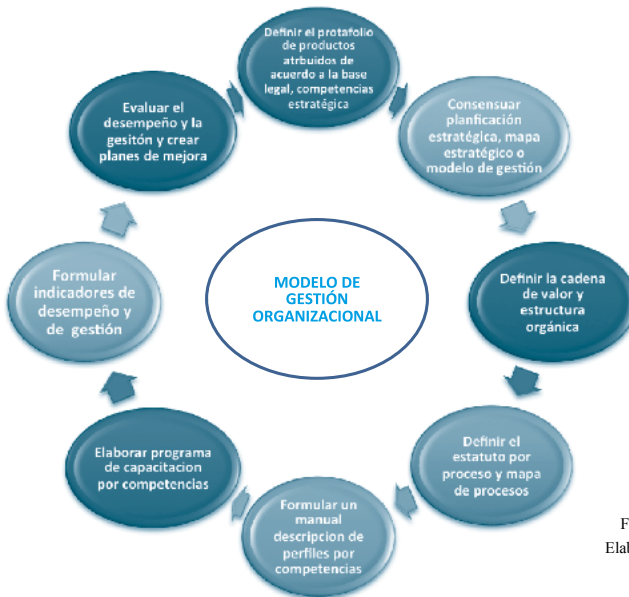 Definir el protafolio
de productos
atrbuidos de
acuerdo a la base
legal, competencias
estratégica
Consensuar
planficación
estratégica, mapa
estratégico o
modelo de gestión
Definir la cadena
de valor y
estructura
orgánica
Definir el
estatuto por
proceso y mapa
de procesos
Formular un
manual
descripcion de
perfiles por
competencias
Elaborar programa
de capacitacion
por competencias
Formular
indicadores de
desempeño y
de gestión
Evaluar el
desempeño y la
gesitón y crear
planes de mejora
MODELO DE
GESTIÓN
ORGANIZACIONAL
F
Elab